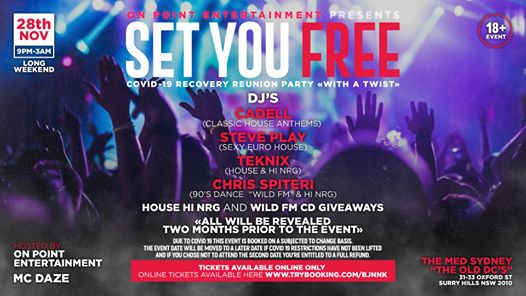 ON POINT ENTERTAINMENT PRESENTS
28th
NOV
9PM-3AM
LONG
WEEKEND
18+
EVENT
SET YOU FREE
COVID-19 RECOVERY REUNION PARTY «WITH A TWIST»
DJ'S
CADELL
(CLASSIC HOUSE ANTHEMS)
STEVE PLAY
(SEXY EURO HOUSE)
TEKNIX
(HOUSE & HI NRG)
CHRIS SPITERI
(90'S DANCE "WILD FM" & HI NRG)
HOUSE HI NRG AND WILD FM CD GIVEAWAYS
«ALL WILL BE REVEALED
TWO MONTHS PRIOR TO THE EVENT»
DUE TO COVID 19 THIS EVENT IS BOOKED ON A SUBJECTED TO CHANGE BASIS.
THE EVENT DATE WILL BE MOVED TO A LATER DATE IF COVID 19 RESTRICTIONS HAVE NOT BEEN LIFTED
AND IF YOU CHOSE NOT TO ATTEND THE SECOND DATE YOU'RE ENTITLED TO A FULL REFUND.
HOSTED BY
ON POINT
ENTERTAINMENT
MC DAZE
TICKETS AVAILABLE ONLINE ONLY
ONLINE TICKETS AVAILABLE HERE WWW.TRYBOOKING.COM/BJNNK
THE MED SYDNEY
"THE OLD DC'S"
31-33 OXFORD ST
SURRY HILLS NSW 2010